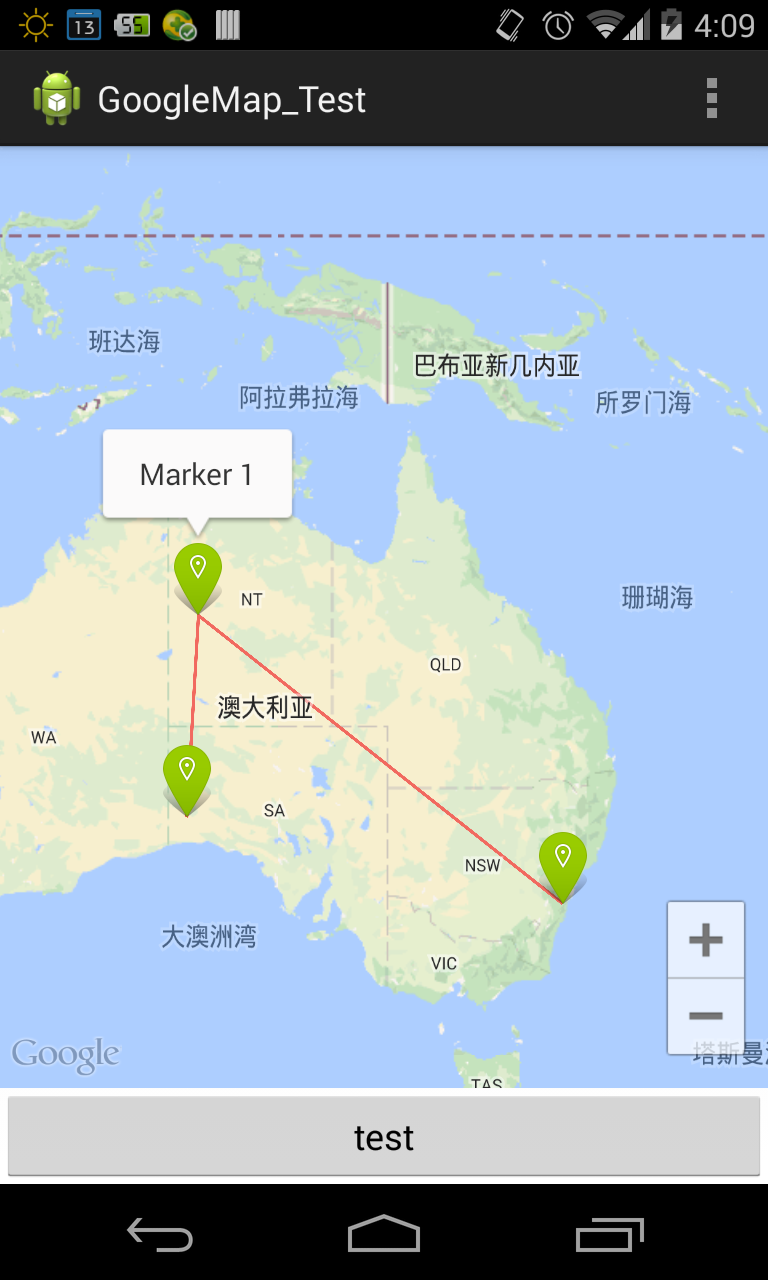 13
55
4:09
GoogleMap_Test
班达海
巴布亚新几内亚
阿拉弗拉海
所罗门海
Marker 1
NT
珊瑚海
QLD
澳大利亚
WA
SA
NSW
大澳洲湾
VIC
Google
塔斯曼
TAS
test